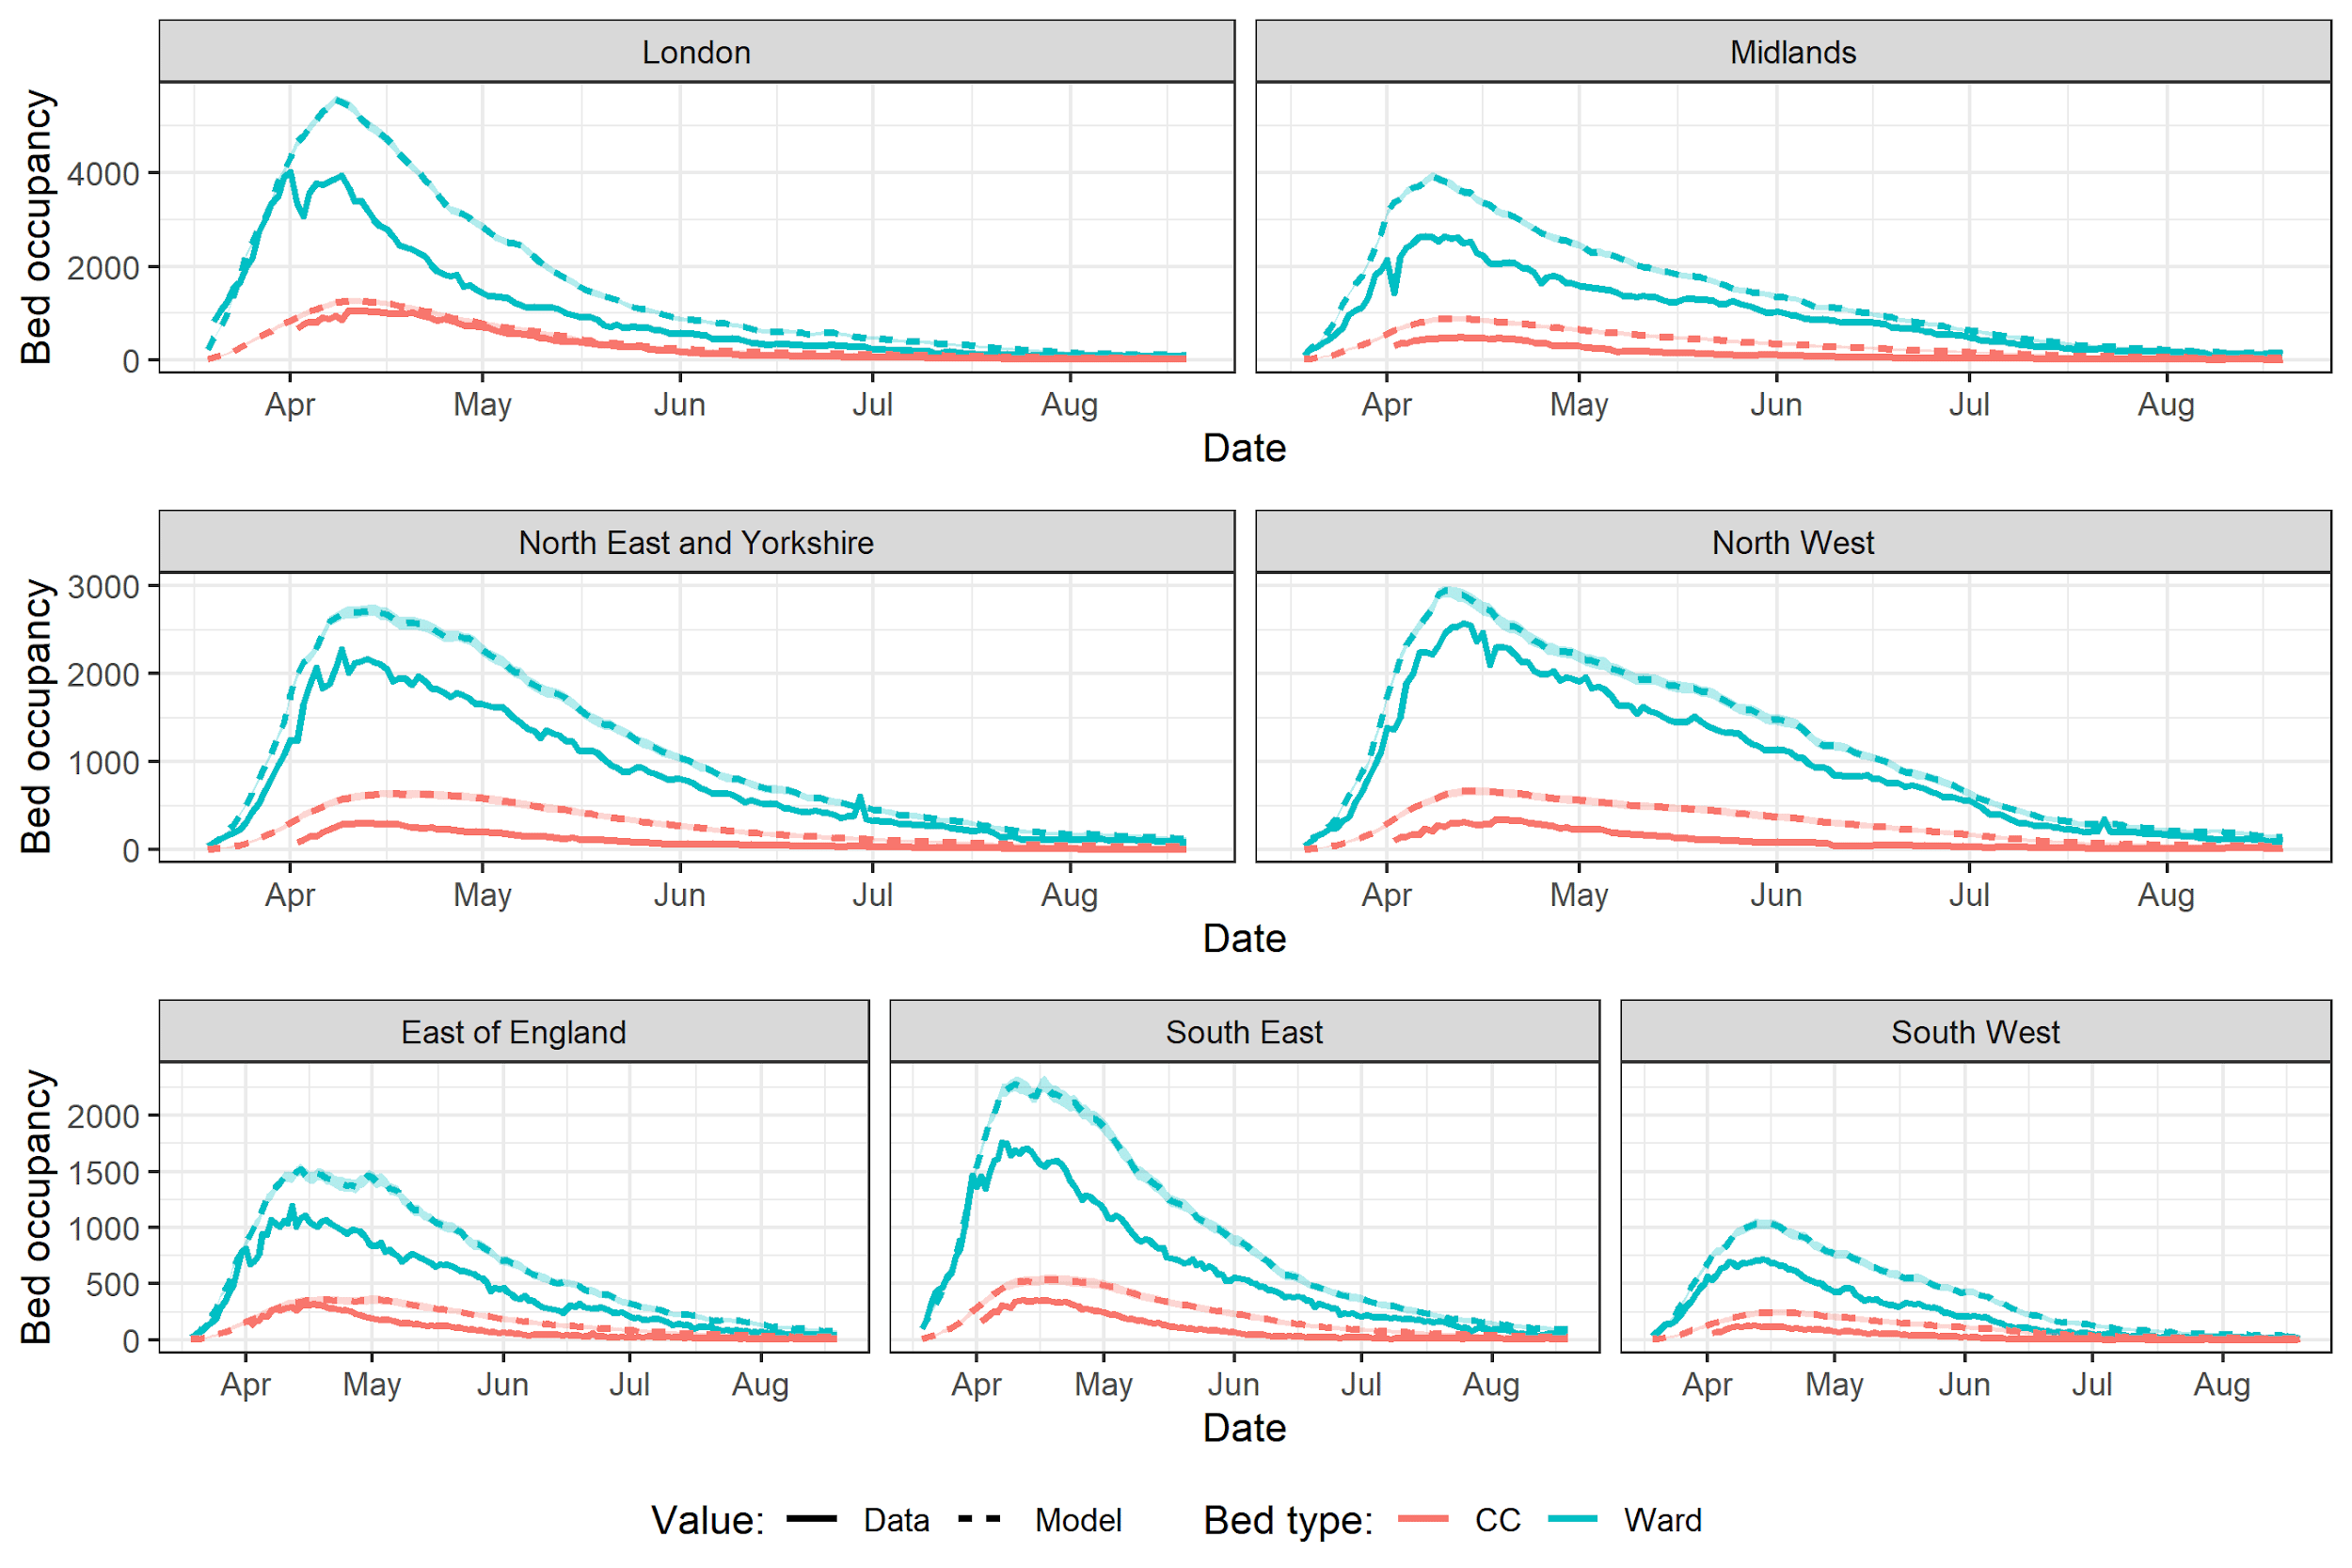 London Midlands
Bed occupancy
4000
2000
0
Apr May Jun Jul Aug Apr May Jun Jul Aug
Date
North East and Yorkshire North West
Bed occupancy
3000
2000
1000
0
Apr May Jun Jul Aug Apr May Jun Jul Aug
Date
East of England South East South West
Bed occupancy
2000
1500
1000
500
0
Apr May Jun Jul Aug Apr May Jun Jul Aug Apr May Jun Jul Aug
Date
Value: Data Model Bed type: CC Ward